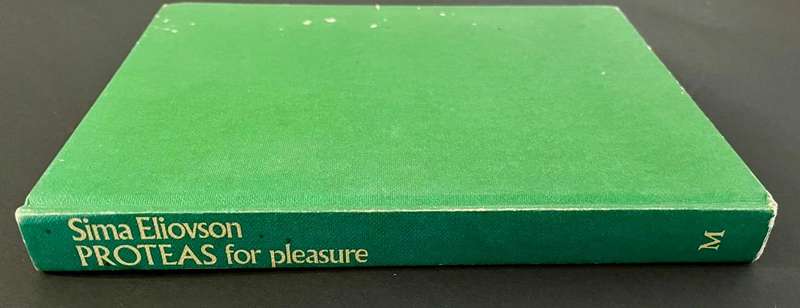 Sima Eliovson
PROTEAS for pleasure
M